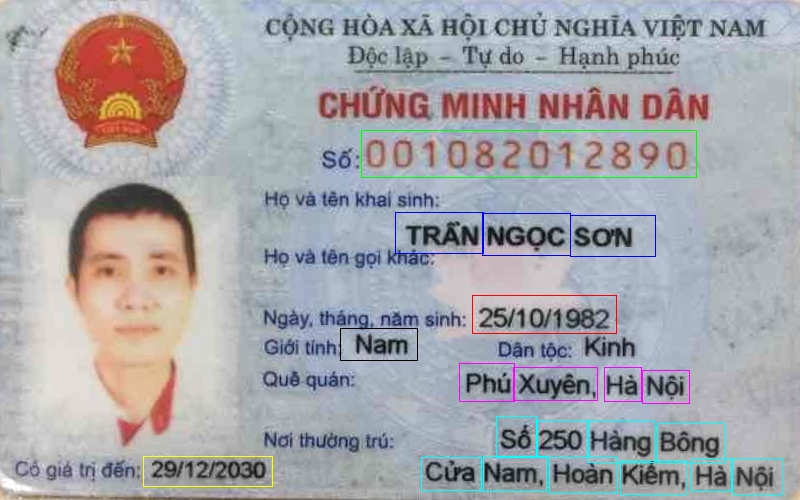 CỘNG HÒA XÃ HỘI CHỦ NGHĨA VIỆT NAM
Độc lập - Tự do - Hạnh phúc
CHỨNG MINH NHÂN DÂN
Số: 001082012890
Họ và tên khai sinh:
TRẦN NGỌC SƠN
Họ và tên gọi khác:
Ngày, tháng, năm sinh: 25/10/1982
Giới tính: Nam Dân tộc: Kinh
Quê quán: Phú Xuyên, Hà Nội
Nơi thường trú: Số 250 Hàng Bông
Cửa Nam, Hoàn Kiếm, Hà Nội
Có giá trị đến: 29/12/2030